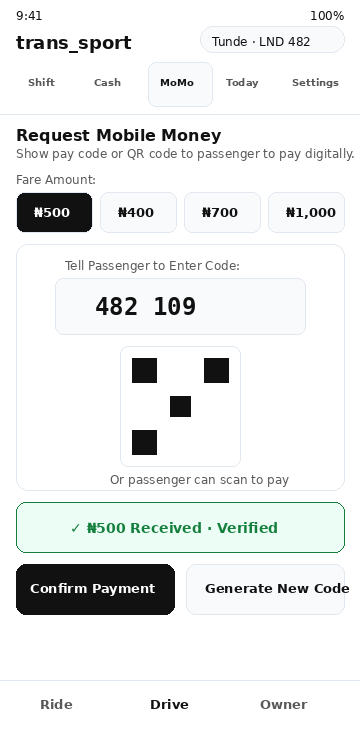 9:41 100%
trans_sport Tunde · LND 482
Shift Cash MoMo Today Settings
Request Mobile Money
Show pay code or QR code to passenger to pay digitally.
Fare Amount:
₦500 ₦400 ₦700 ₦1,000
Tell Passenger to Enter Code:
482 109
Or passenger can scan to pay
✓ ₦500 Received · Verified
Confirm Payment Generate New Code
Ride Drive Owner